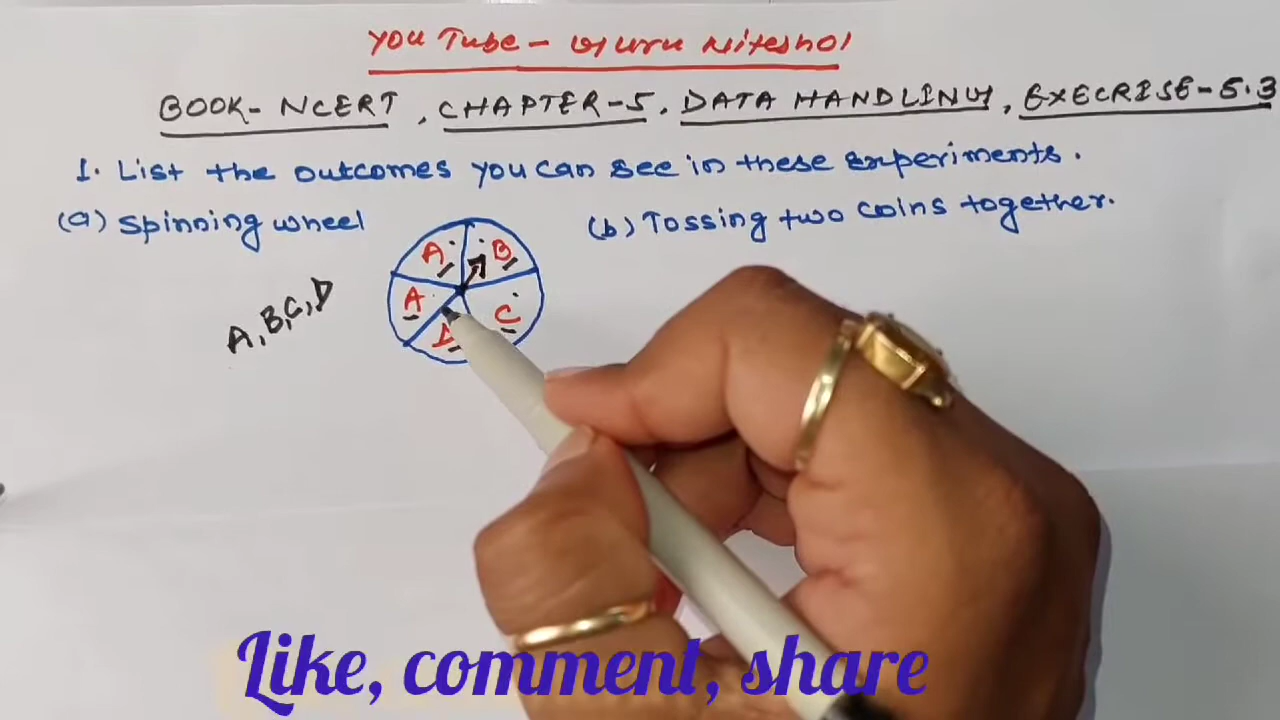 YOU Tube - Guru Nitesh01
BOOK- NCERT, CHAPTER-5, DATA HANDLING, EXECRISE-5.3
1. List the outcomes you can see in these experiments.
(a) Spinning wheel
(b) Tossing two coins together.
A B
A C
D
A, B, C, D
Like, comment, share